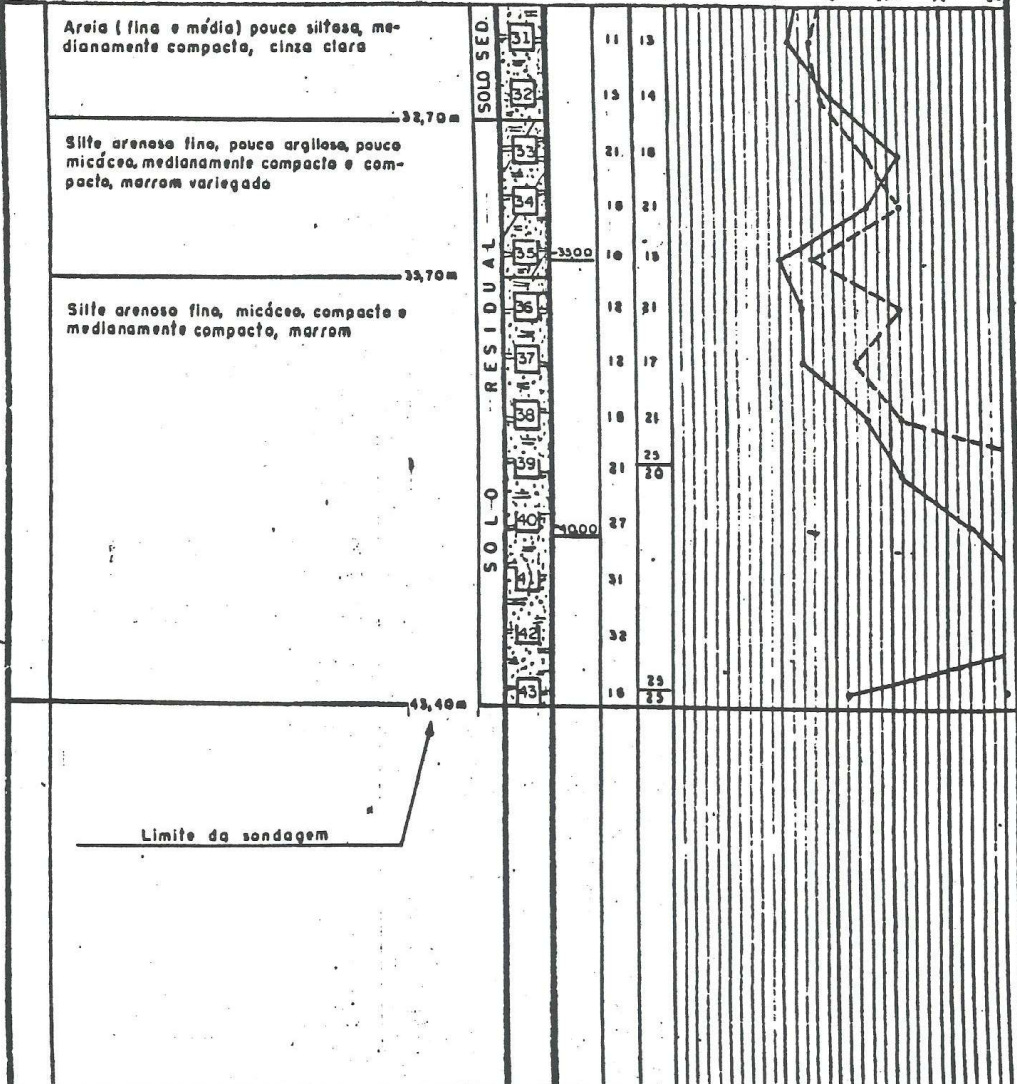 Areia (fina e média) pouco siltosa, me-
dianamente compacta, cinza clara
32,70m
Silte arenoso fino, pouco argiloso, pouco
micáceo, medianamente compacto e com-
pacto, marrom variegado
35,70m
Silte arenoso fino, micáceo, compacto e
medianamente compacto, marrom
43,40m
Limite da sondagem
SOLO SED.
SOLO RESIDUAL
31 11 13
32 13 14
33 21 18
34 18 21
35 3500 10 13
36 12 21
37 12 17
38 18 21
39 21 25
20
40 4000 27
41 31
42 32
43 16 25
25